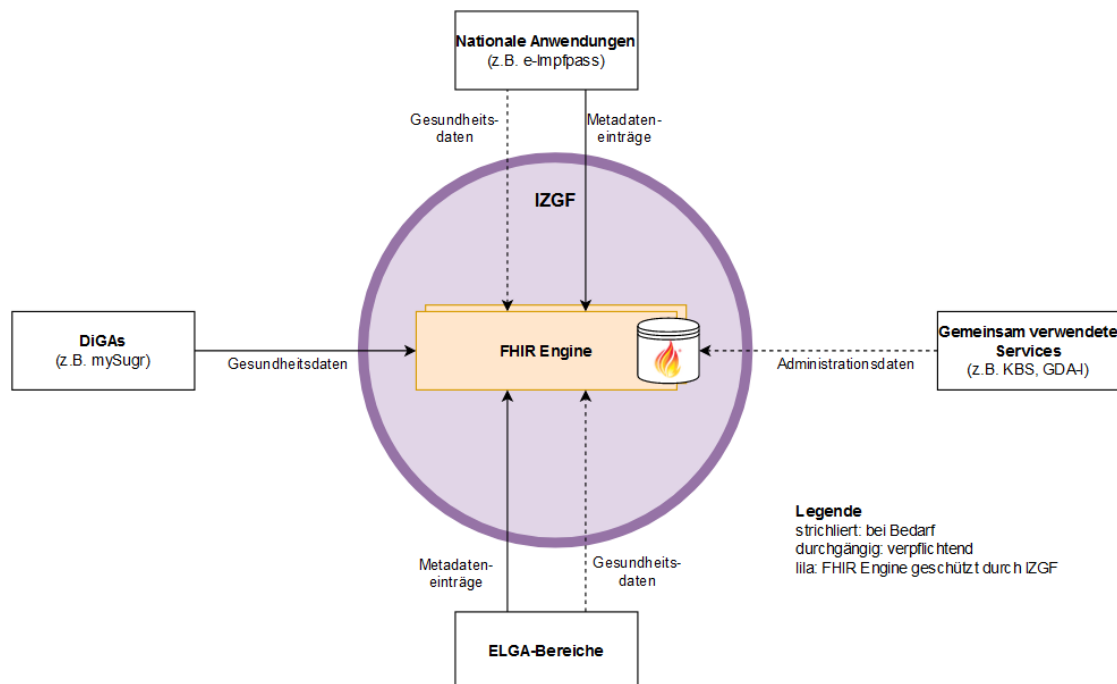 Nationale Anwendungen
(z.B. e-Impfpass)
Gesundheits-
daten
Metadaten-
einträge
IZGF
DiGAs
(z.B. mySugr)
Gesundheitsdaten
FHIR Engine
Administrationsdaten
Gemeinsam verwendete
Services
(z.B. KBS, GDA-I)
Legende
strichliert: bei Bedarf
durchgängig: verpflichtend
lila: FHIR Engine geschützt durch IZGF
Metadaten-
einträge
Gesundheits-
daten
ELGA-Bereiche